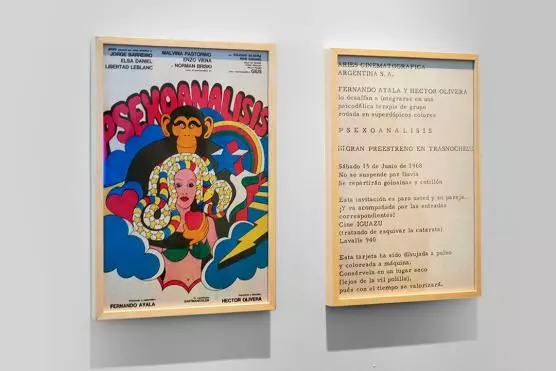 JORGE BARREIRO
ELSA DANIEL
LIBERTAD LEBLANC
MALVINA PASTORINO
ENZO VIENA
NORMAN BRISKI
GIUS
PSEXOANALISIS
FERNANDO AYALA
HECTOR OLIVERA
ARIES CINEMATOGRAFICA
ARGENTINA S.A.
FERNANDO AYALA Y HECTOR OLIVERA
lo desafían a integrarse en una
psicodélica terapia de grupo
rodada en superdópicos colores
PSEXOANALISIS
GRAN PREESTRENO EN TRASNOCHE
Sábado 15 de Junio de 1968
No se suspende por lluvia
Se repartirán golosinas y cotillón
Esta invitación es para usted y su pareja.
¡Y va acompañada por las entradas
correspondientes!
Cine IGUAZU
(tratando de esquivar la catarata)
Lavalle 940
Esta tarjeta ha sido dibujada a pulso
y coloreada a máquina.
Consérvela en un lugar seco
(lejos de la vil polilla),
pués con el tiempo se valorizará.